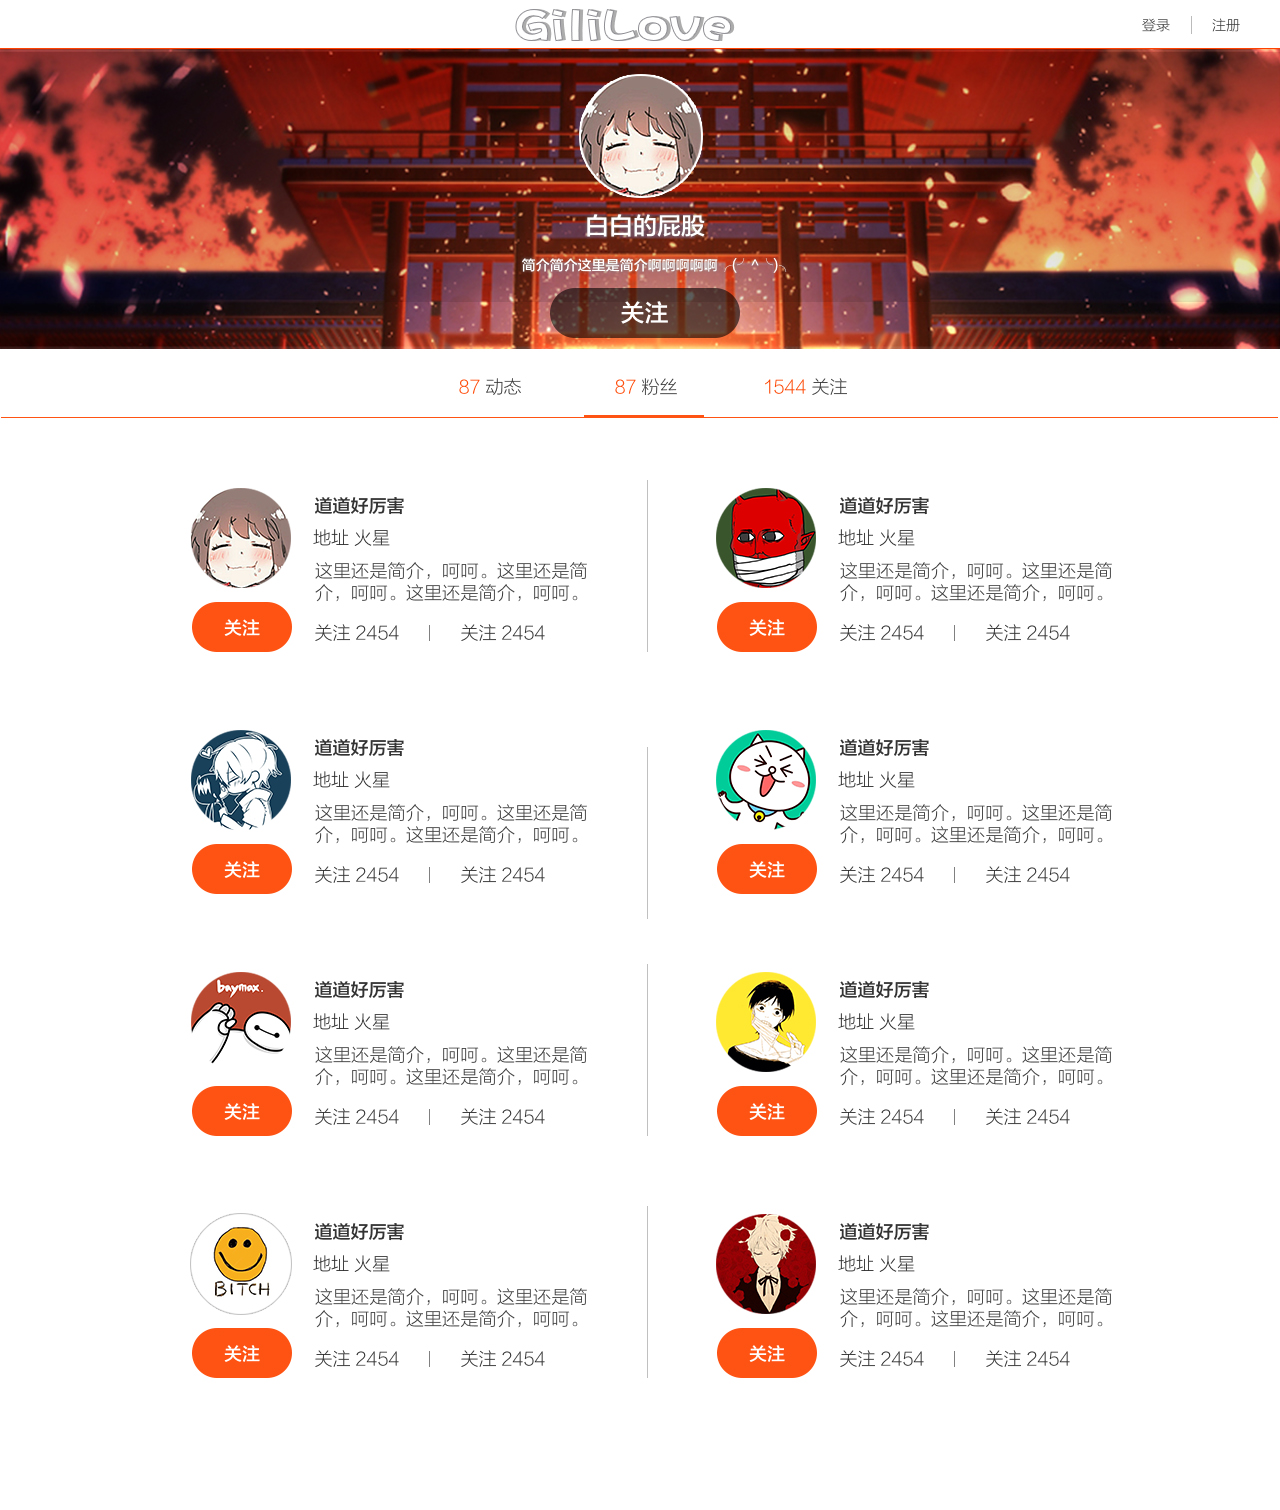 GiliLove
登录 注册
白白的屁股
简介简介这里是简介啊啊啊啊啊╭(╯^╰)╮
关注
87 动态 87 粉丝 1544 关注
道道好厉害
地址 火星
这里还是简介，呵呵。这里还是简
介，呵呵。这里还是简介，呵呵。
关注
关注 2454 | 关注 2454
道道好厉害
地址 火星
这里还是简介，呵呵。这里还是简
介，呵呵。这里还是简介，呵呵。
关注
关注 2454 | 关注 2454
道道好厉害
地址 火星
这里还是简介，呵呵。这里还是简
介，呵呵。这里还是简介，呵呵。
关注
关注 2454 | 关注 2454
道道好厉害
地址 火星
这里还是简介，呵呵。这里还是简
介，呵呵。这里还是简介，呵呵。
关注
关注 2454 | 关注 2454
baymax.
道道好厉害
地址 火星
这里还是简介，呵呵。这里还是简
介，呵呵。这里还是简介，呵呵。
关注
关注 2454 | 关注 2454
道道好厉害
地址 火星
这里还是简介，呵呵。这里还是简
介，呵呵。这里还是简介，呵呵。
关注
关注 2454 | 关注 2454
BITCH
道道好厉害
地址 火星
这里还是简介，呵呵。这里还是简
介，呵呵。这里还是简介，呵呵。
关注
关注 2454 | 关注 2454
道道好厉害
地址 火星
这里还是简介，呵呵。这里还是简
介，呵呵。这里还是简介，呵呵。
关注
关注 2454 | 关注 2454